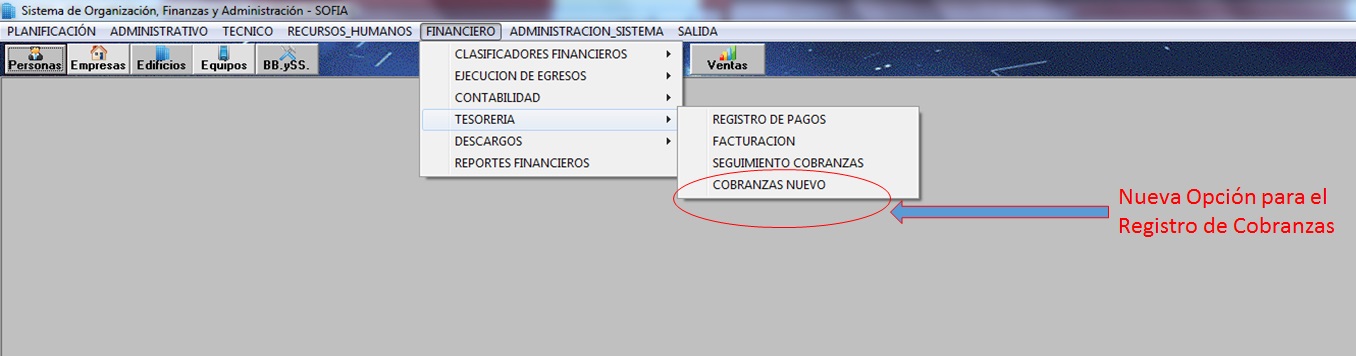 Sistema de Organización, Finanzas y Administración - SOFIA
PLANIFICACIÓN ADMINISTRATIVO TECNICO RECURSOS_HUMANOS FINANCIERO ADMINISTRACION_SISTEMA SALIDA
Personas Empresas Edificios Equipos BB.ySS. Ventas
CLASIFICADORES FINANCIEROS
EJECUCION DE EGRESOS
CONTABILIDAD
TESORERIA
DESCARGOS
REPORTES FINANCIEROS
REGISTRO DE PAGOS
FACTURACION
SEGUIMIENTO COBRANZAS
COBRANZAS NUEVO
Nueva Opción para el
Registro de Cobranzas